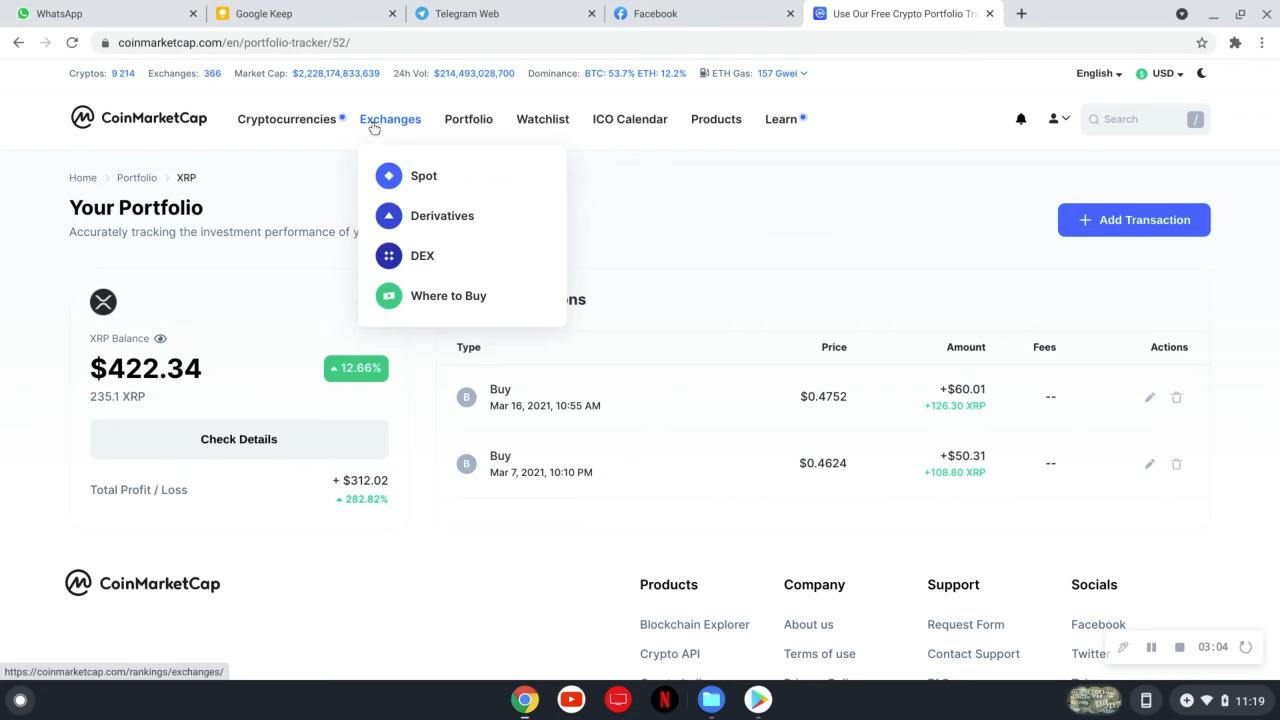 WhatsApp
Google Keep
Telegram Web
Facebook
Use Our Free Crypto Portfolio Tra
coinmarketcap.com/en/portfolio-tracker/52/
Cryptos: 9 214 Exchanges: 366 Market Cap: $2,228,174,833,639 24h Vol: $214,493,028,700 Dominance: BTC: 53.7% ETH: 12.2% ETH Gas: 157 Gwei
English $ USD
CoinMarketCap
Cryptocurrencies Exchanges Portfolio Watchlist ICO Calendar Products Learn
Search /
Spot
Derivatives
DEX
Where to Buy
Home > Portfolio > XRP
Your Portfolio
Accurately tracking the investment performance of y
+ Add Transaction
XRP Balance
$422.34
12.66%
235.1 XRP
Check Details
Total Profit / Loss
+ $312.02
282.82%
ons
Type Price Amount Fees Actions
B Buy $0.4752 +$60.01 --
Mar 16, 2021, 10:55 AM +126.30 XRP
B Buy $0.4624 +$50.31 --
Mar 7, 2021, 10:10 PM +108.80 XRP
CoinMarketCap
Products
Blockchain Explorer
Crypto API
Company
About us
Terms of use
Support
Request Form
Contact Support
Socials
Facebook
Twitter
03:04
https://coinmarketcap.com/rankings/exchanges/
N
11:19